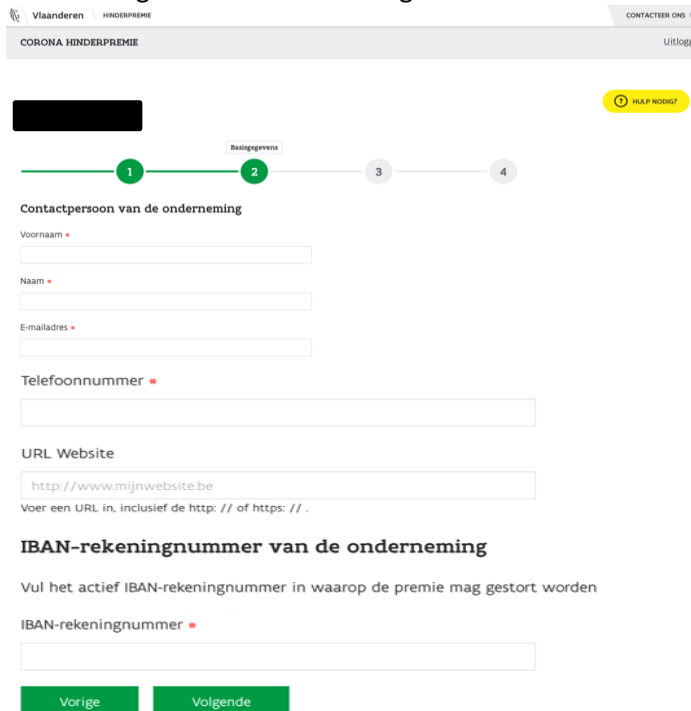 Vlaanderen HINDERPREMIE CONTACTEER ONS
CORONA HINDERPREMIE Uitlogg
? HULP NODIG?
Basisgegevens
1 2 3 4
Contactpersoon van de onderneming
Voornaam *
Naam *
E-mailadres *
Telefoonnummer *
URL Website
http://www.mijnwebsite.be
Voer een URL in, inclusief de http: // of https: // .
IBAN-rekeningnummer van de onderneming
Vul het actief IBAN-rekeningnummer in waarop de premie mag gestort worden
IBAN-rekeningnummer *
Vorige Volgende